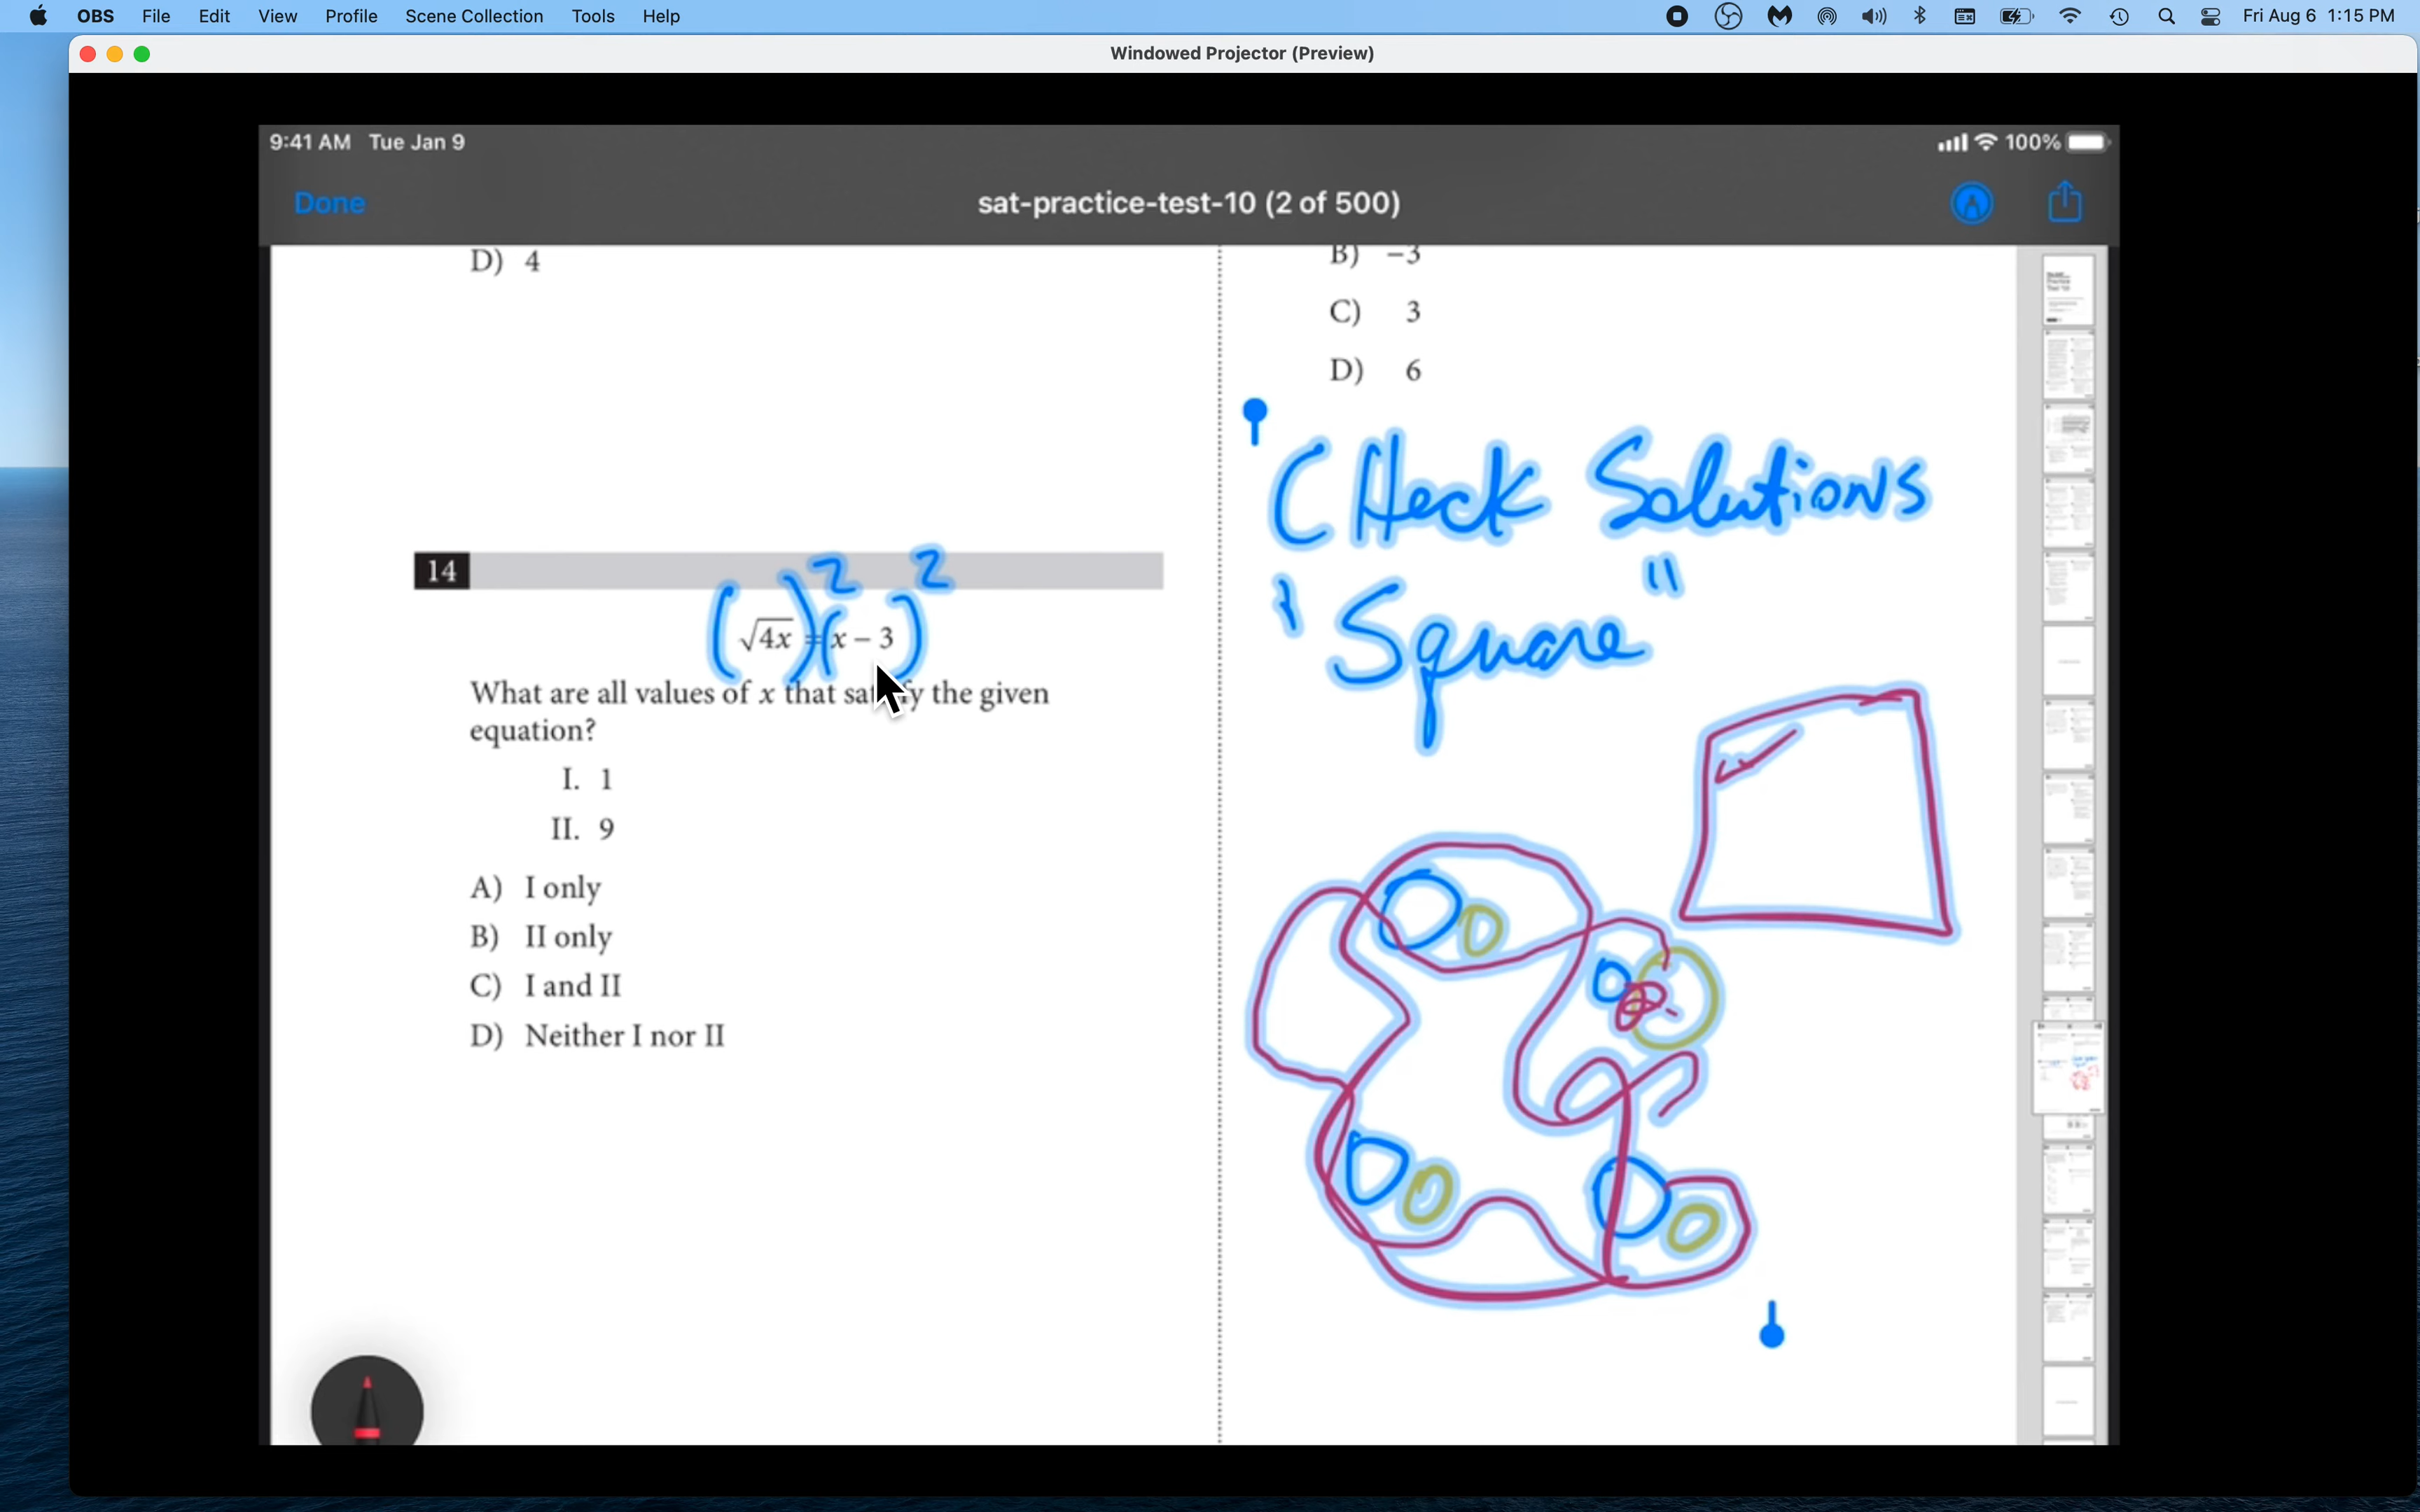 OBS File Edit View Profile Scene Collection Tools Help Fri Aug 6 1:15 PM
Windowed Projector (Preview)
9:41 AM Tue Jan 9 100%
Done sat-practice-test-10 (2 of 500)
D) 4
14
( )² ( )²
√4x = x − 3
What are all values of x that satisfy the given
equation?
I. 1
II. 9
A) I only
B) II only
C) I and II
D) Neither I nor II
B) −3
C) 3
D) 6
CHeck Solutions
"Square"